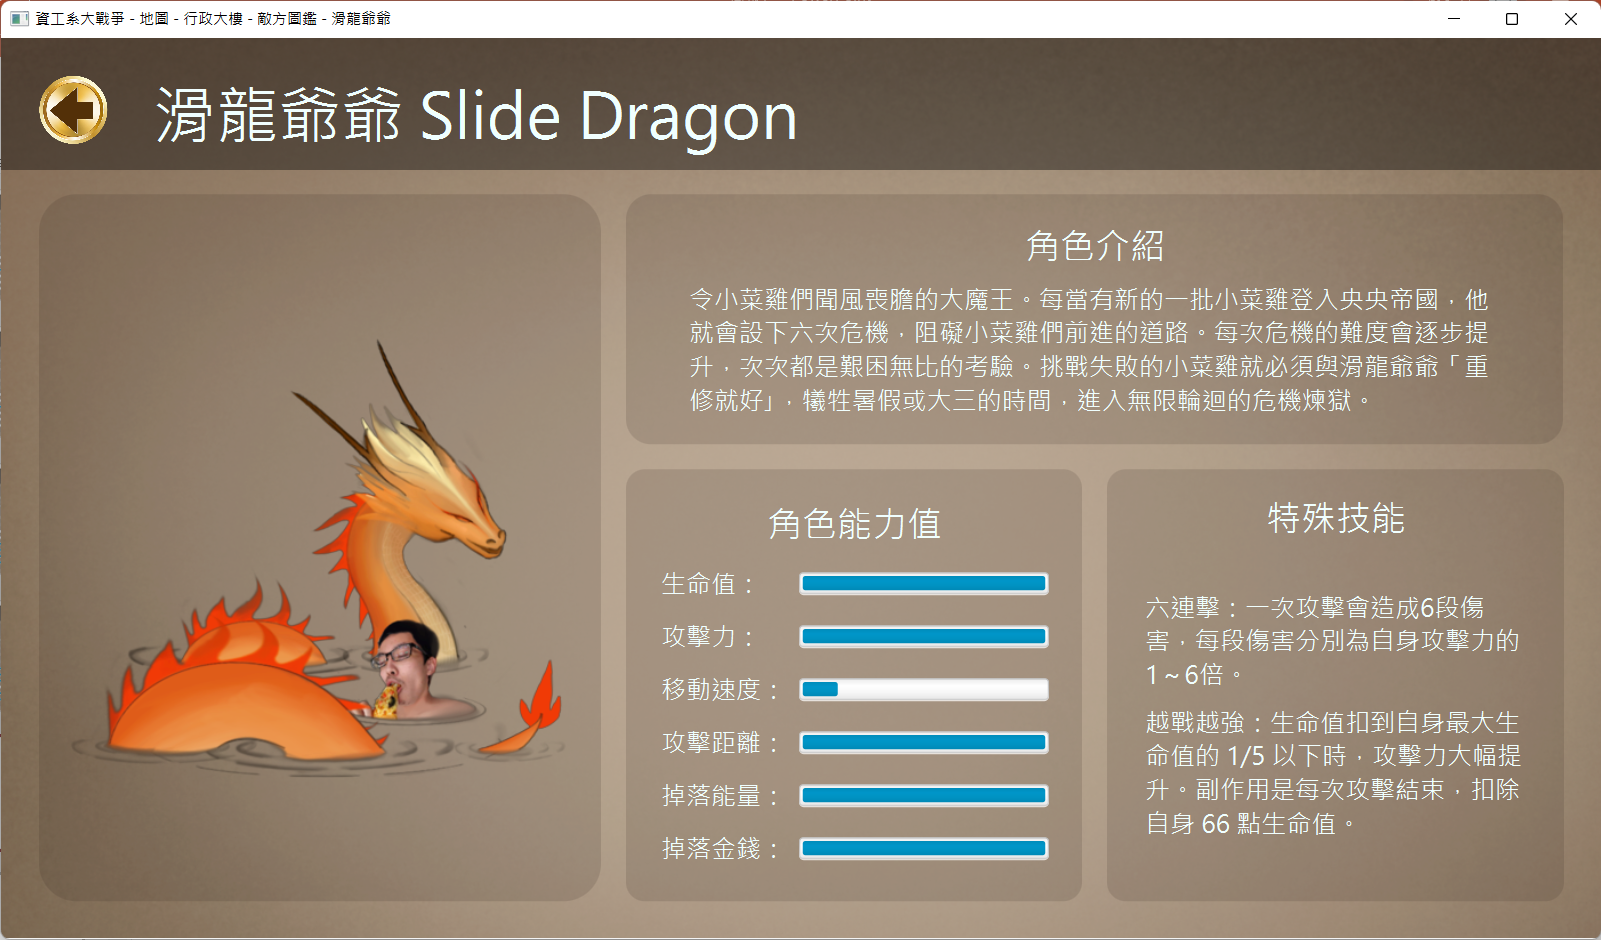 資工系大戰爭 - 地圖 - 行政大樓 - 敵方圖鑑 - 滑龍爺爺
滑龍爺爺 Slide Dragon
角色介紹
令小菜雞們聞風喪膽的大魔王。每當有新的一批小菜雞登入央央帝國，他
就會設下六次危機，阻礙小菜雞們前進的道路。每次危機的難度會逐步提
升，次次都是艱困無比的考驗。挑戰失敗的小菜雞就必須與滑龍爺爺「重
修就好」，犧牲暑假或大三的時間，進入無限輪迴的危機煉獄。
角色能力值
生命值：
攻擊力：
移動速度：
攻擊距離：
掉落能量：
掉落金錢：
特殊技能
六連擊：一次攻擊會造成6段傷
害，每段傷害分別為自身攻擊力的
1～6倍。
越戰越強：生命值扣到自身最大生
命值的 1/5 以下時，攻擊力大幅提
升。副作用是每次攻擊結束，扣除
自身 66 點生命值。